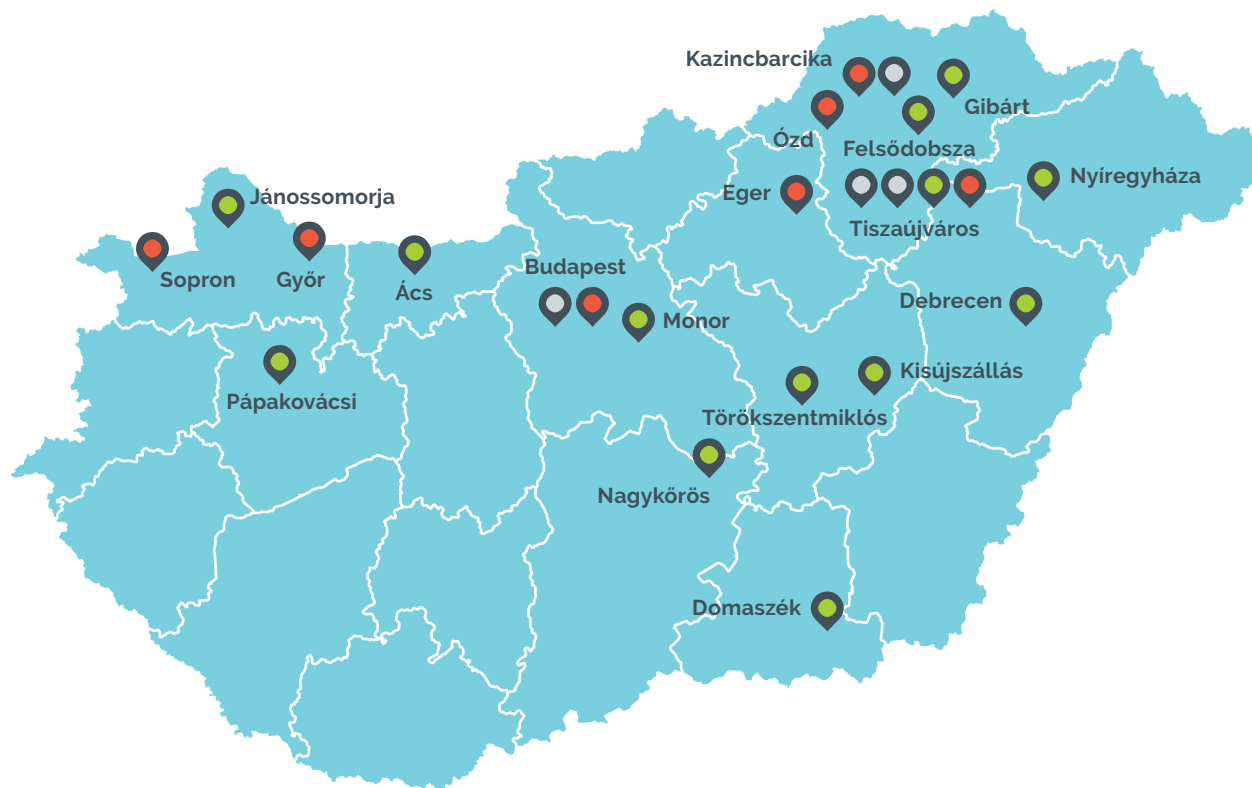 Kazincbarcika
Gibárt
Ózd
Felsődobsza
Nyíregyháza
Eger
Jánossomorja
Tiszaújváros
Sopron
Győr
Ács
Budapest
Debrecen
Monor
Kisújszállás
Pápakovácsi
Törökszentmiklós
Nagykőrös
Domaszék